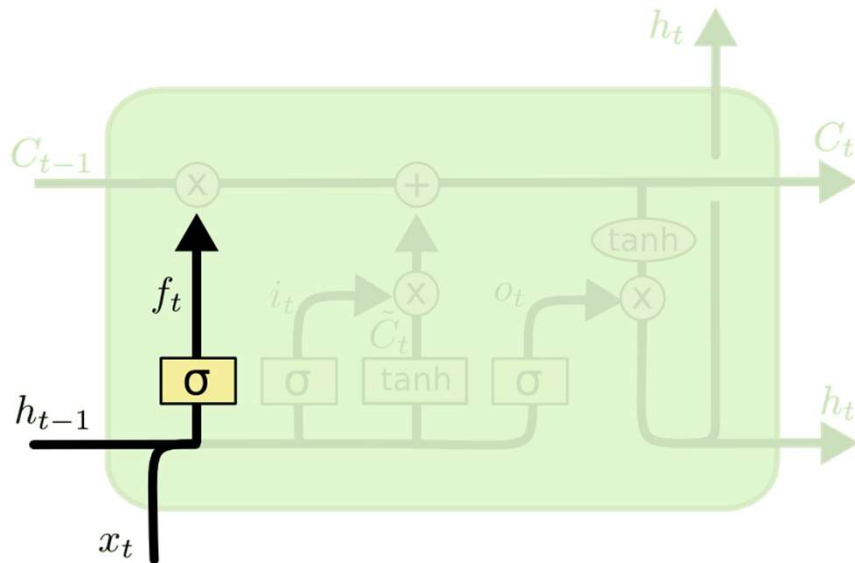 h_t
C_{t-1}
C_t
x
+
tanh
f_t
i_t
x
o_t
x
C̃_t
σ
σ
tanh
σ
h_{t-1}
h_t
x_t